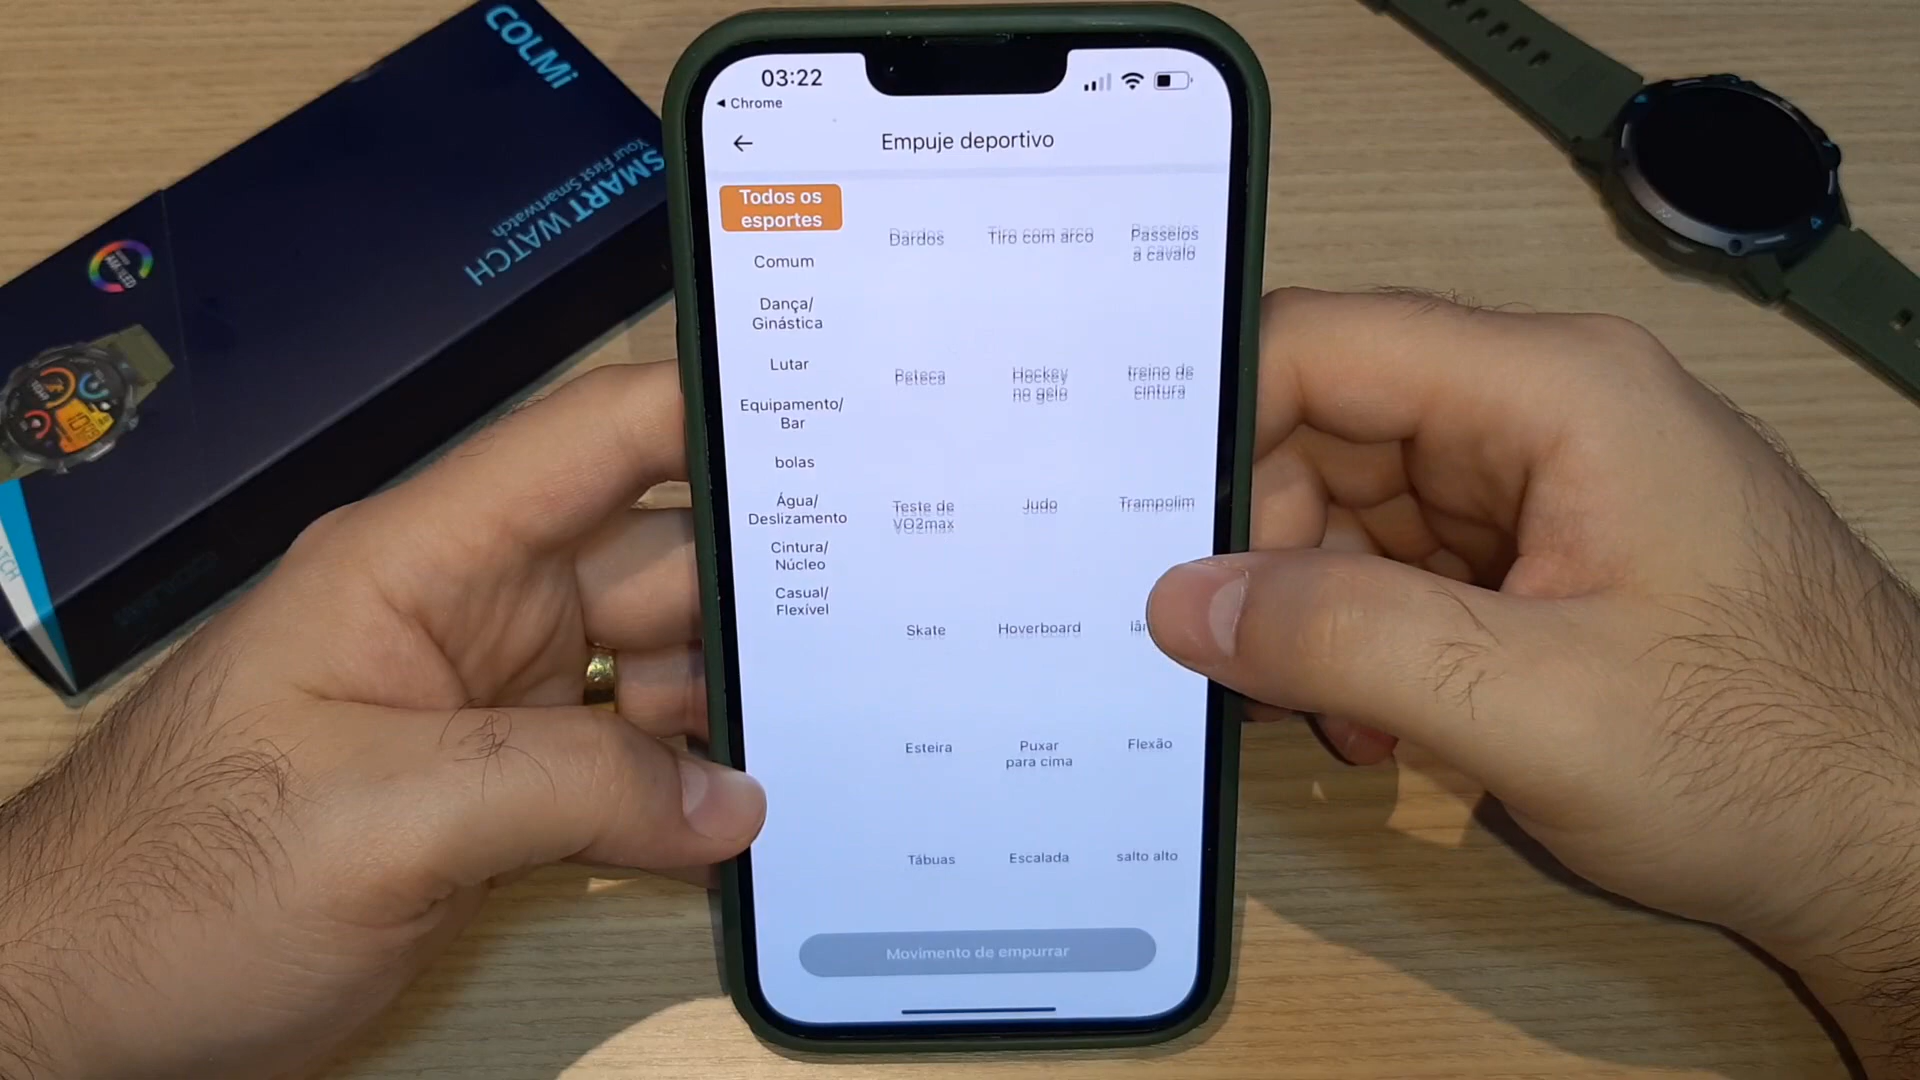 COLMi
SMART WATCH
Your First Smartwatch
AMOLED
03:22
Chrome
Empuje deportivo
Todos os
esportes
Comum
Dança/
Ginástica
Lutar
Equipamento/
Bar
bolas
Água/
Deslizamento
Cintura/
Núcleo
Casual/
Flexível
Dardos
Tiro com arco
Passeios
a cavalo
Peteca
Hockey
no gelo
treino de
cintura
Teste de
VO2max
Judo
Trampolim
Skate
Hoverboard
Esteira
Puxar
para cima
Flexão
Tábuas
Escalada
salto alto
Movimento de empurrar